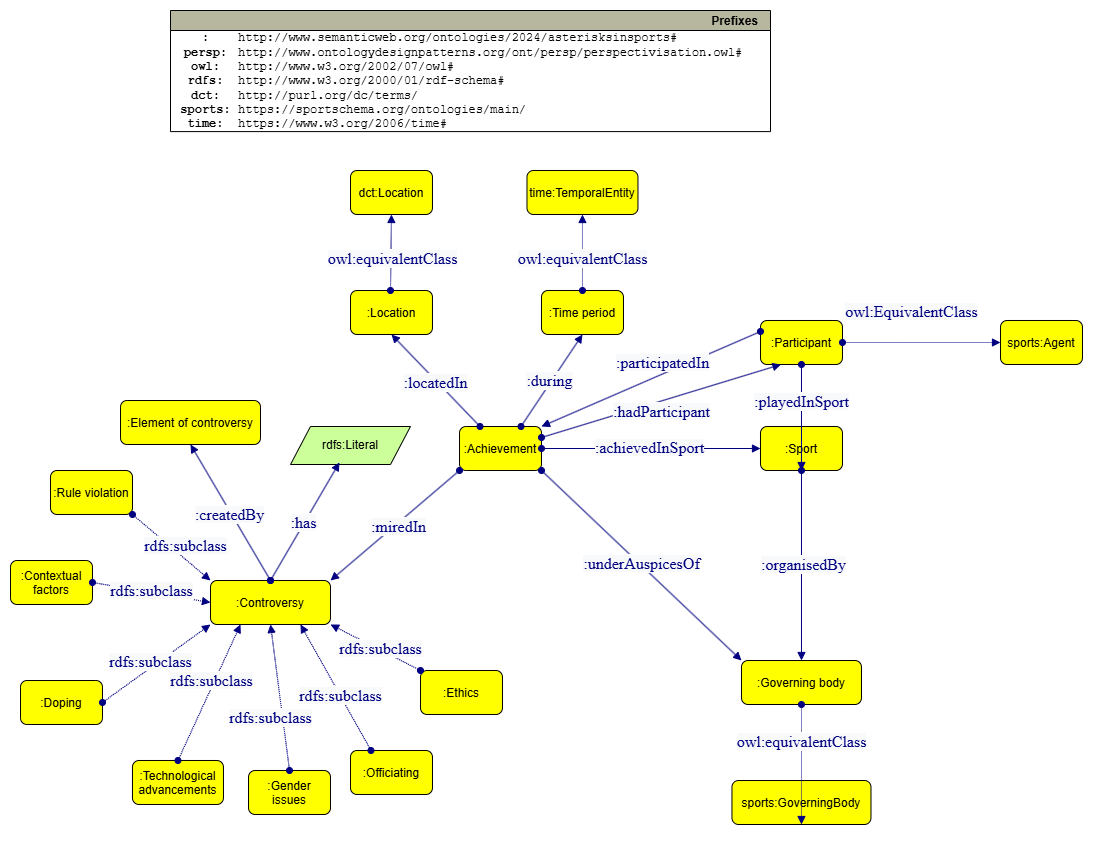 Prefixes
: http://www.semanticweb.org/ontologies/2024/asterisksinsports#
persp: http://www.ontologydesignpatterns.org/ont/persp/perspectivisation.owl#
owl: http://www.w3.org/2002/07/owl#
rdfs: http://www.w3.org/2000/01/rdf-schema#
dct: http://purl.org/dc/terms/
sports: https://sportschema.org/ontologies/main/
time: https://www.w3.org/2006/time#
dct:Location
time:TemporalEntity
owl:equivalentClass
owl:equivalentClass
:Location
:Time period
owl:EquivalentClass
:Participant
sports:Agent
:participatedIn
:locatedIn
:during
:hadParticipant
:playedInSport
:Element of controversy
rdfs:Literal
:Achievement
:achievedInSport
:Sport
:Rule violation
:createdBy
:has
:miredIn
rdfs:subclass
:underAuspicesOf
:organisedBy
:Contextual
factors
rdfs:subclass
:Controversy
rdfs:subclass
rdfs:subclass
rdfs:subclass
rdfs:subclass
rdfs:subclass
:Governing body
:Doping
:Ethics
owl:equivalentClass
:Technological
advancements
:Gender
issues
:Officiating
sports:GoverningBody